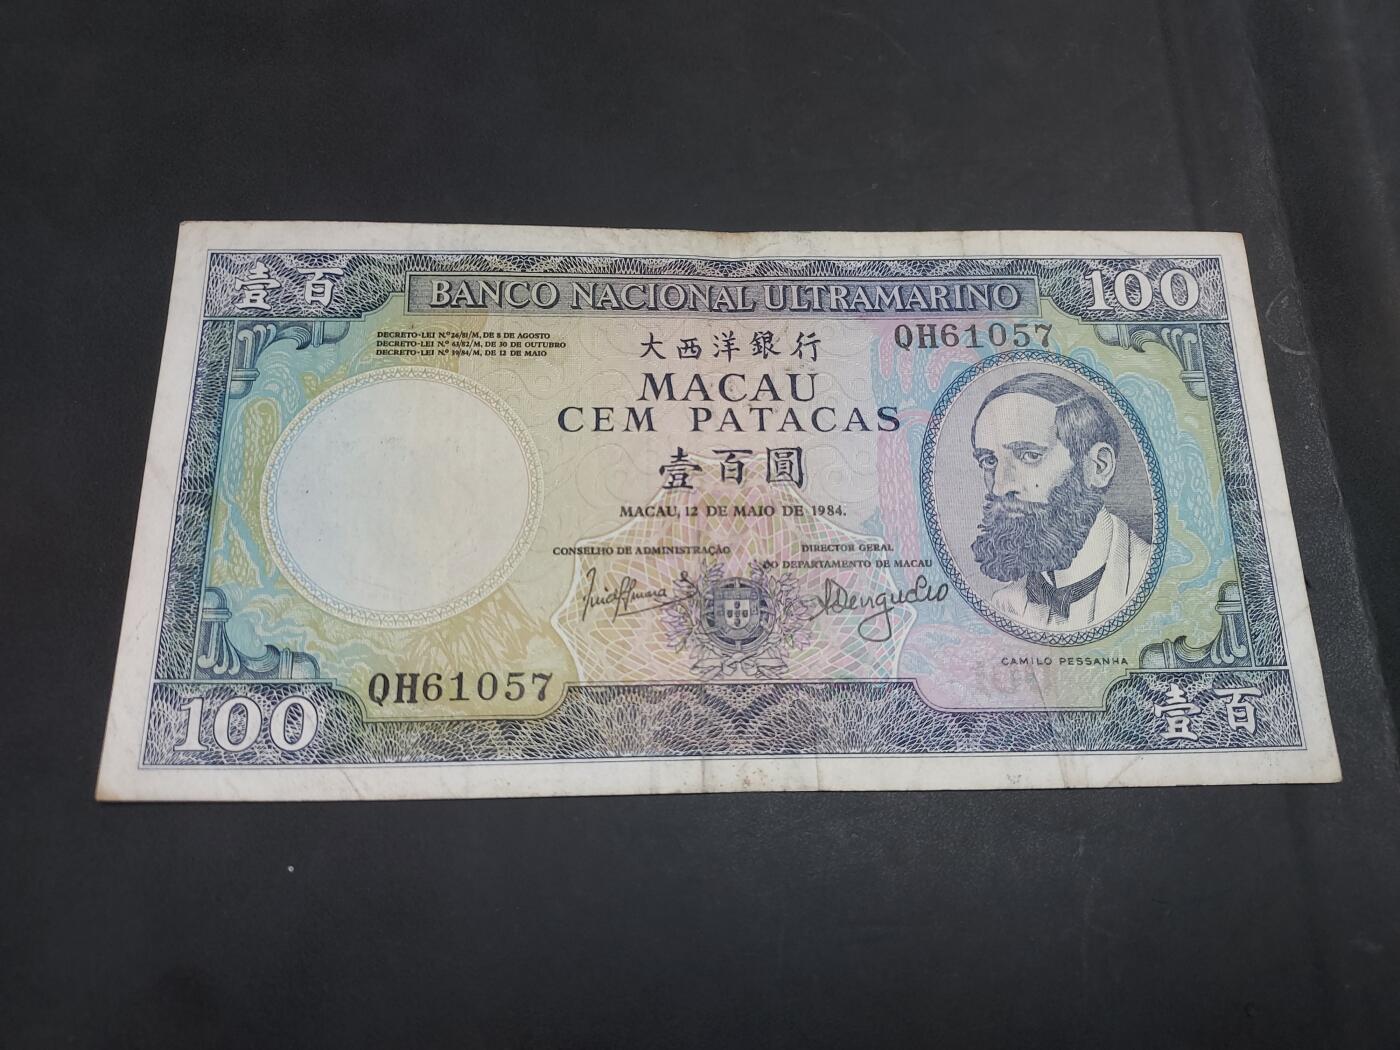 壹百
BANCO NACIONAL ULTRAMARINO
100
DECRETO-LEI N.º 26/81/M, DE 8 DE AGOSTO
DECRETO-LEI N.º 63/82/M, DE 30 DE OUTUBRO
DECRETO-LEI N.º 39/84/M, DE 12 DE MAIO
大西洋銀行
QH61057
MACAU
CEM PATACAS
壹百圓
MACAU, 12 DE MAIO DE 1984.
CONSELHO DE ADMINISTRAÇÃO
DIRECTOR GERAL
DO DEPARTAMENTO DE MACAU
CAMILO PESSANHA
QH61057
100
壹百